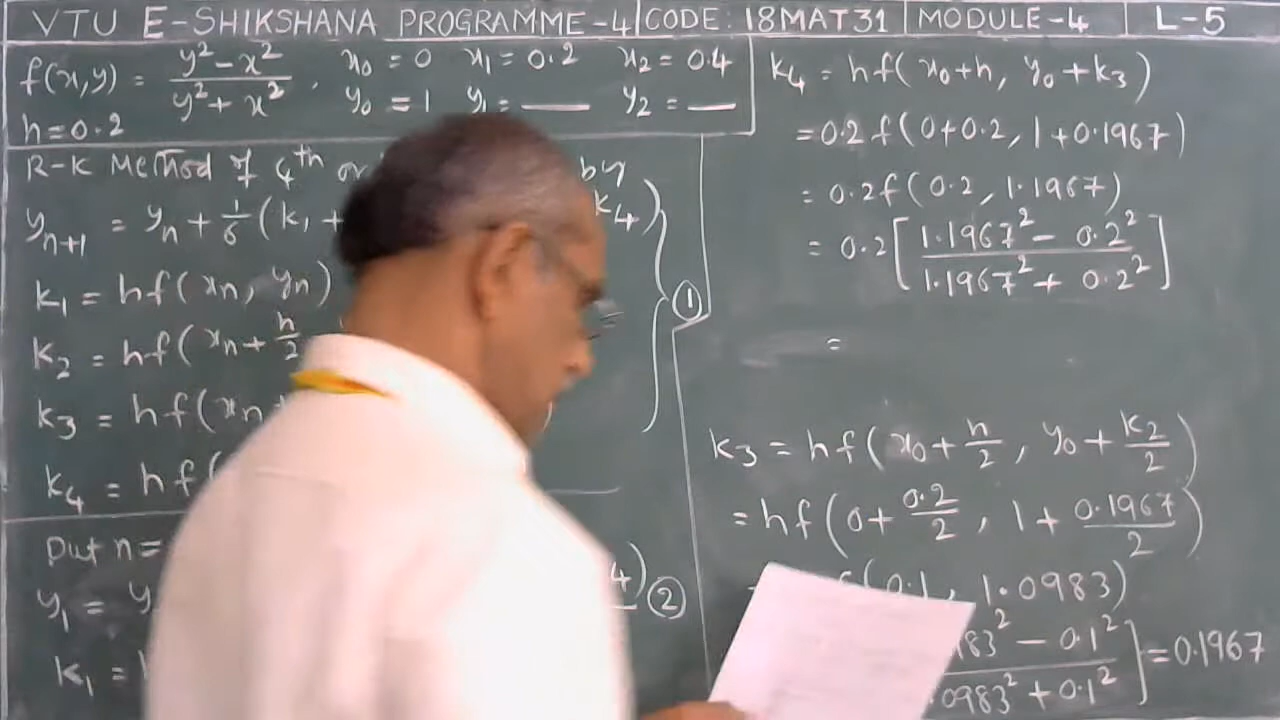 VTU E-SHIKSHANA PROGRAMME-4 | CODE: 18MAT31 | MODULE-4 | L-5
f(x,y) = (y² - x²)/(y² + x²), x₀ = 0 x₁ = 0.2 x₂ = 0.4
y₀ = 1 y₁ = ___ y₂ = ___
h = 0.2
R-K Method of 4th by
yₙ₊₁ = yₙ + 1/6 (k₁ + k₄)
k₁ = hf(xₙ, yₙ)
k₂ = hf(xₙ + h/2
k₃ = hf(xₙ +
k₄ = hf(
①
Put n =
y₁ = y 4) ②
k₁ =
k₄ = hf(x₀+h, y₀+k₃)
= 0.2 f(0+0.2, 1+0.1967)
= 0.2f(0.2, 1.1967)
= 0.2 [(1.1967² - 0.2²)/(1.1967² + 0.2²)]
=
k₃ = hf(x₀ + h/2, y₀ + k₂/2)
= hf(0 + 0.2/2, 1 + 0.1967/2)
f(0.1, 1.0983)
983² - 0.1²
.0983² + 0.1² ] = 0.1967